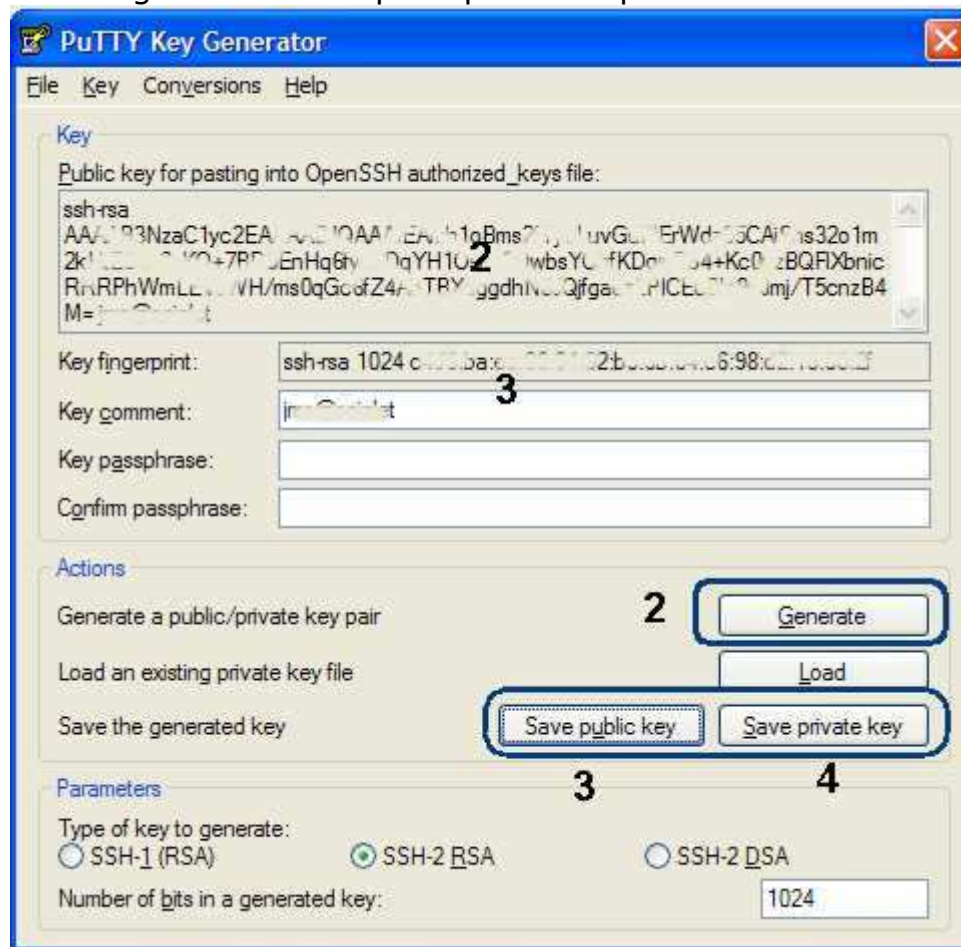 PuTTY Key Generator
File Key Conversions Help
Key
Public key for pasting into OpenSSH authorized_keys file:
ssh-rsa
2
M=
Key fingerprint: ssh-rsa 1024
3
Key comment:
Key passphrase:
Confirm passphrase:
Actions
Generate a public/private key pair 2 Generate
Load an existing private key file Load
Save the generated key Save public key Save private key
3 4
Parameters
Type of key to generate:
SSH-1 (RSA) SSH-2 RSA SSH-2 DSA
Number of bits in a generated key: 1024